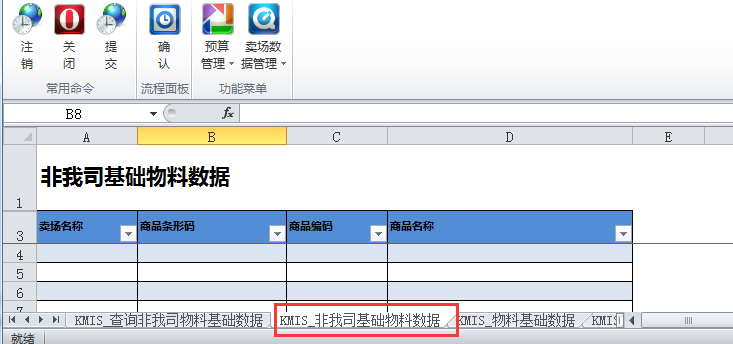 注销 关闭 提交 确认 预算管理 卖场数据管理
常用命令 流程面板 功能菜单
B8 fx
A B C D E
1 非我司基础物料数据
3 卖场名称 商品条形码 商品编码 商品名称
4
5
6
7
KMIS_查询非我司物料基础数据 KMIS_非我司基础物料数据 KMIS_物料基础数据 KMIS
就绪